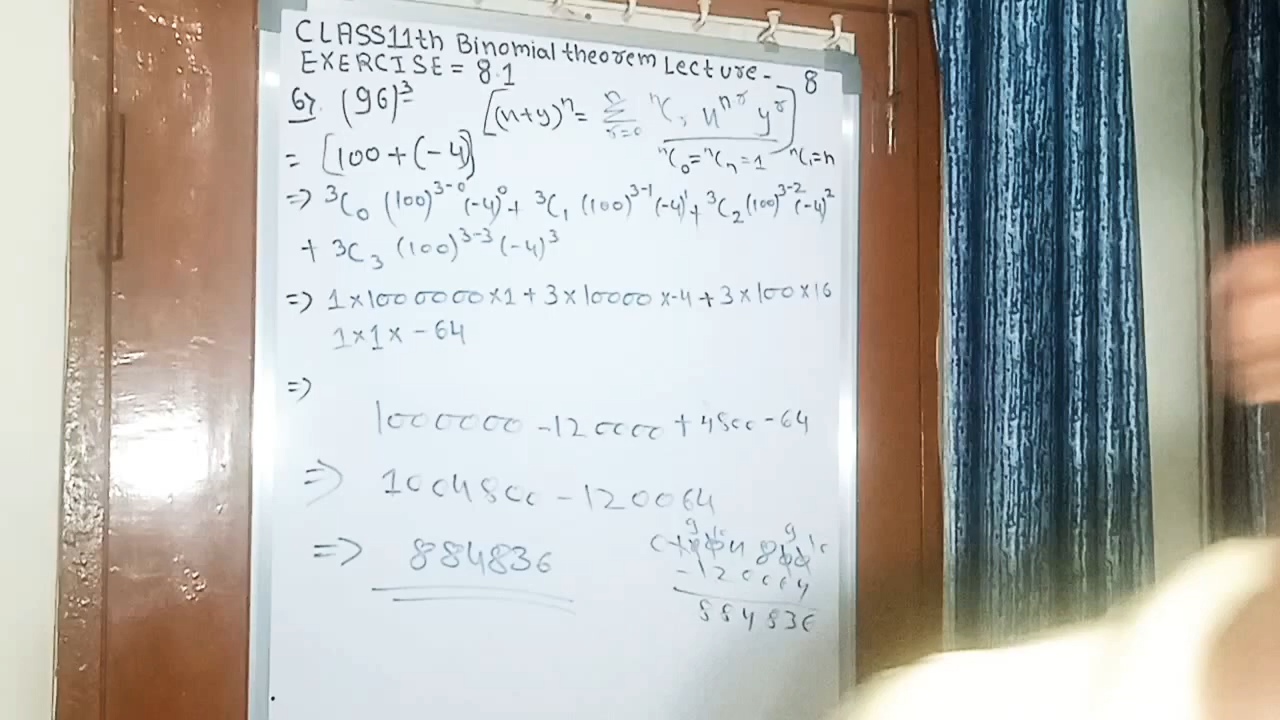 CLASS11th Binomial theorem Lecture - 8
EXERCISE = 8.1
6). (96)³ [(x+y)ⁿ = ⁿΣᵣ₌₀ ⁿCᵣ xⁿ⁻ʳ yʳ]
= [100+(-4)] ⁿC₀=ⁿCₙ=1 ⁿC₁=n
=> ³C₀ (100)³⁻⁰ (-4)⁰ + ³C₁ (100)³⁻¹ (-4)¹ + ³C₂ (100)³⁻² (-4)²
+ 3C₃ (100)³⁻³ (-4)³
=> 1×1000000×1 + 3×10000×-4 + 3×100×16
1×1×-64
=>
1000000 -120000 + 4800 -64
=> 1004800 - 120064
=> 884836
-120064
884836